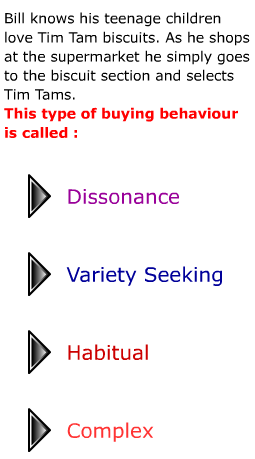 Bill knows his teenage children
love Tim Tam biscuits. As he shops
at the supermarket he simply goes
to the biscuit section and selects
Tim Tams.
This type of buying behaviour
is called :
Dissonance
Variety Seeking
Habitual
Complex